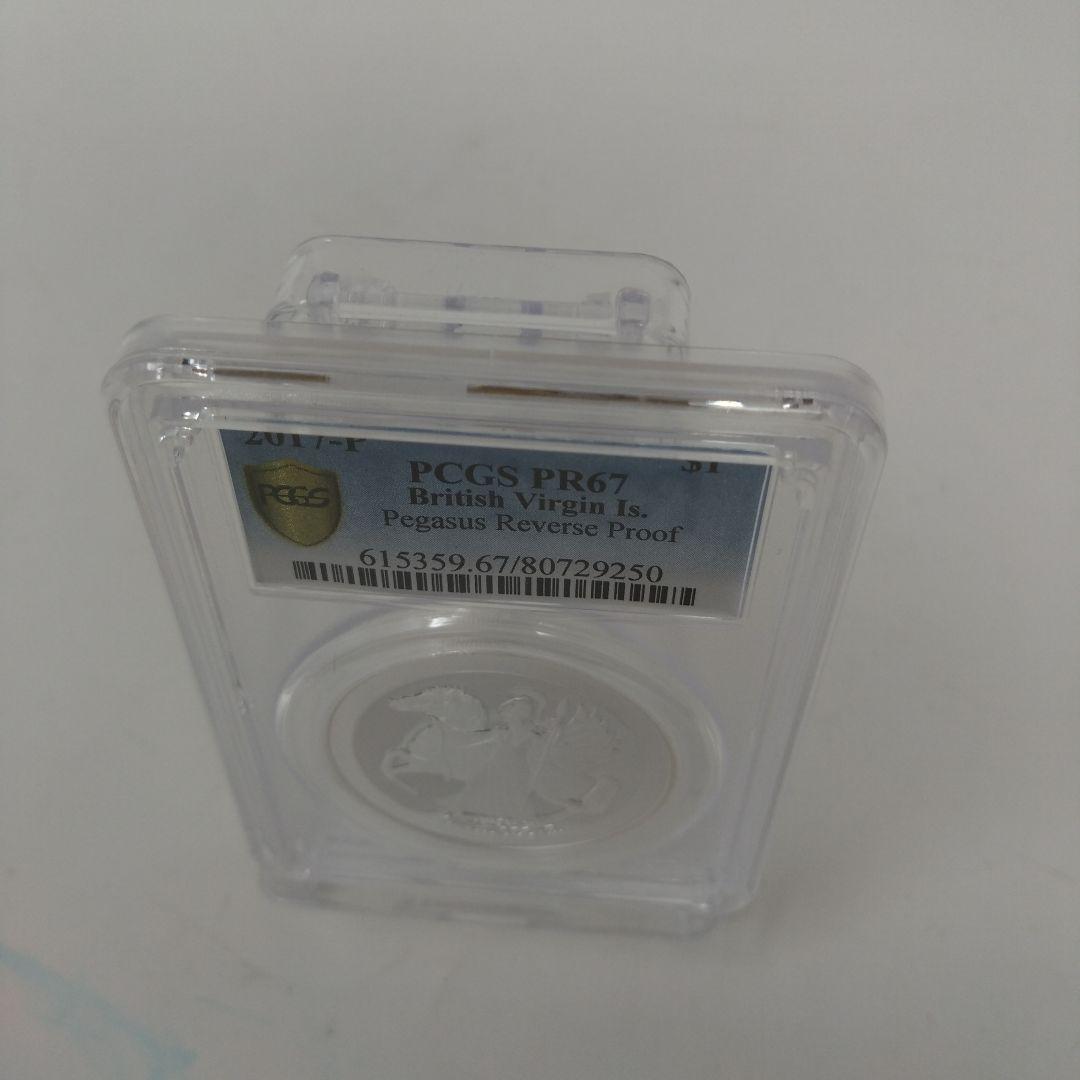 2017-P $1
PCGS PR67
British Virgin Is.
PCGS
Pegasus Reverse Proof
615359.67/80729250